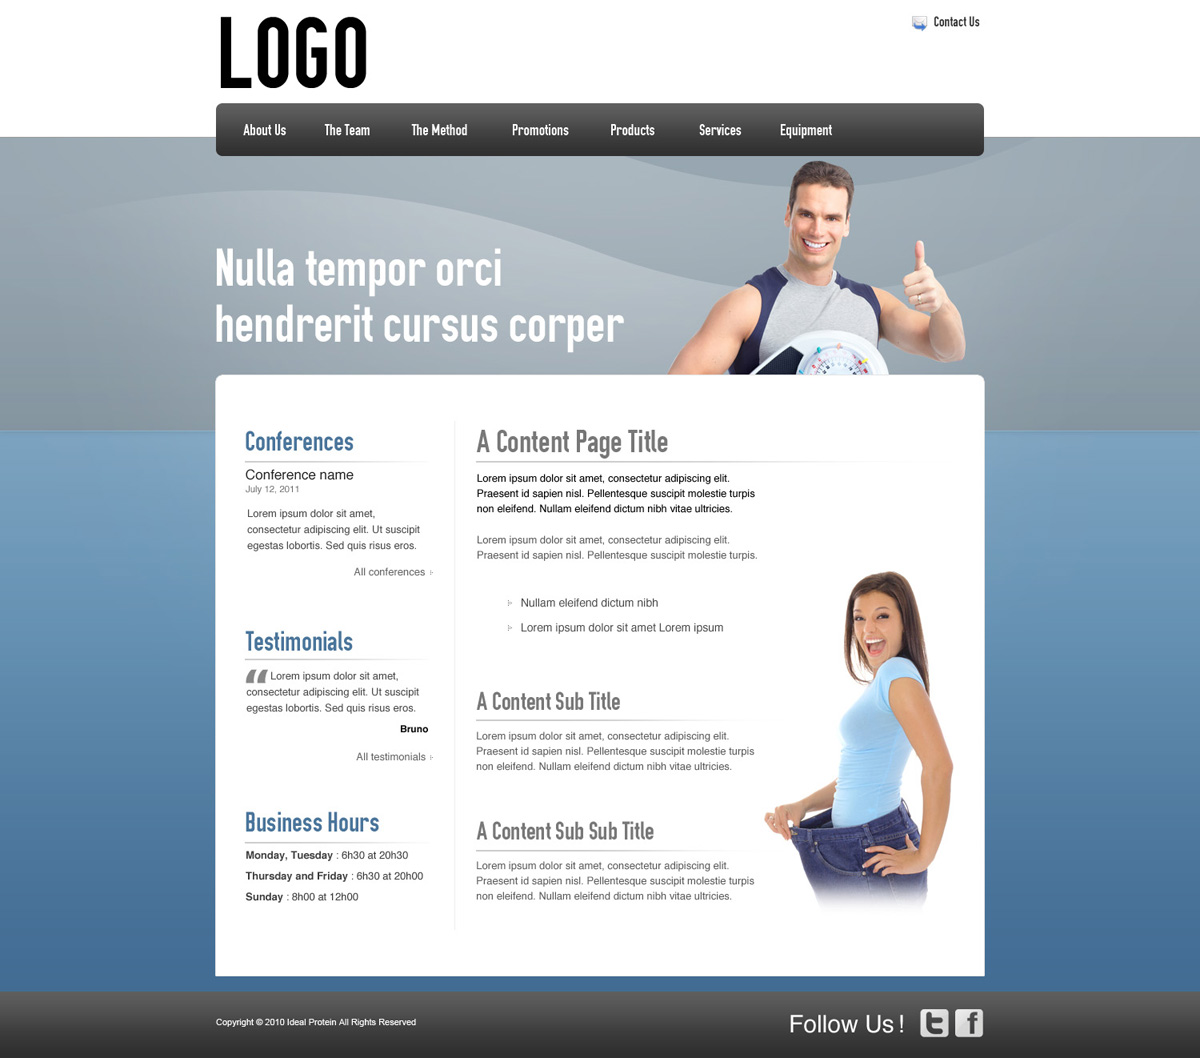 LOGO
Contact Us
About Us The Team The Method Promotions Products Services Equipment
Nulla tempor orci
hendrerit cursus corper
Conferences
Conference name
July 12, 2011
Lorem ipsum dolor sit amet,
consectetur adipiscing elit. Ut suscipit
egestas lobortis. Sed quis risus eros.
All conferences
Testimonials
“ Lorem ipsum dolor sit amet,
consectetur adipiscing elit. Ut suscipit
egestas lobortis. Sed quis risus eros.
Bruno
All testimonials
Business Hours
Monday, Tuesday : 6h30 at 20h30
Thursday and Friday : 6h30 at 20h00
Sunday : 8h00 at 12h00
A Content Page Title
Lorem ipsum dolor sit amet, consectetur adipiscing elit.
Praesent id sapien nisl. Pellentesque suscipit molestie turpis
non eleifend. Nullam eleifend dictum nibh vitae ultricies.
Lorem ipsum dolor sit amet, consectetur adipiscing elit.
Praesent id sapien nisl. Pellentesque suscipit molestie turpis.
Nullam eleifend dictum nibh
Lorem ipsum dolor sit amet Lorem ipsum
A Content Sub Title
Lorem ipsum dolor sit amet, consectetur adipiscing elit.
Praesent id sapien nisl. Pellentesque suscipit molestie turpis
non eleifend. Nullam eleifend dictum nibh vitae ultricies.
A Content Sub Sub Title
Lorem ipsum dolor sit amet, consectetur adipiscing elit.
Praesent id sapien nisl. Pellentesque suscipit molestie turpis
non eleifend. Nullam eleifend dictum nibh vitae ultricies.
Copyright © 2010 Ideal Protein All Rights Reserved
Follow Us ! t f